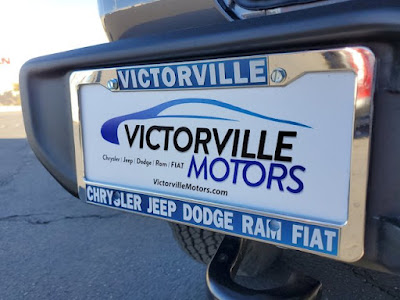 VICTORVILLE
VICTORVILLE
Chrysler | Jeep | Dodge | Ram | FIAT
MOTORS
VictorvilleMotors.com
CHRYSLER JEEP DODGE RAM FIAT